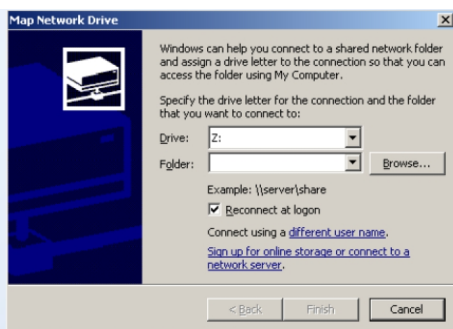 Map Network Drive
Windows can help you connect to a shared network folder
and assign a drive letter to the connection so that you can
access the folder using My Computer.
Specify the drive letter for the connection and the folder
that you want to connect to:
Drive: Z:
Folder: Browse...
Example: \\server\share
Reconnect at logon
Connect using a different user name.
Sign up for online storage or connect to a
network server.
< Back Finish Cancel